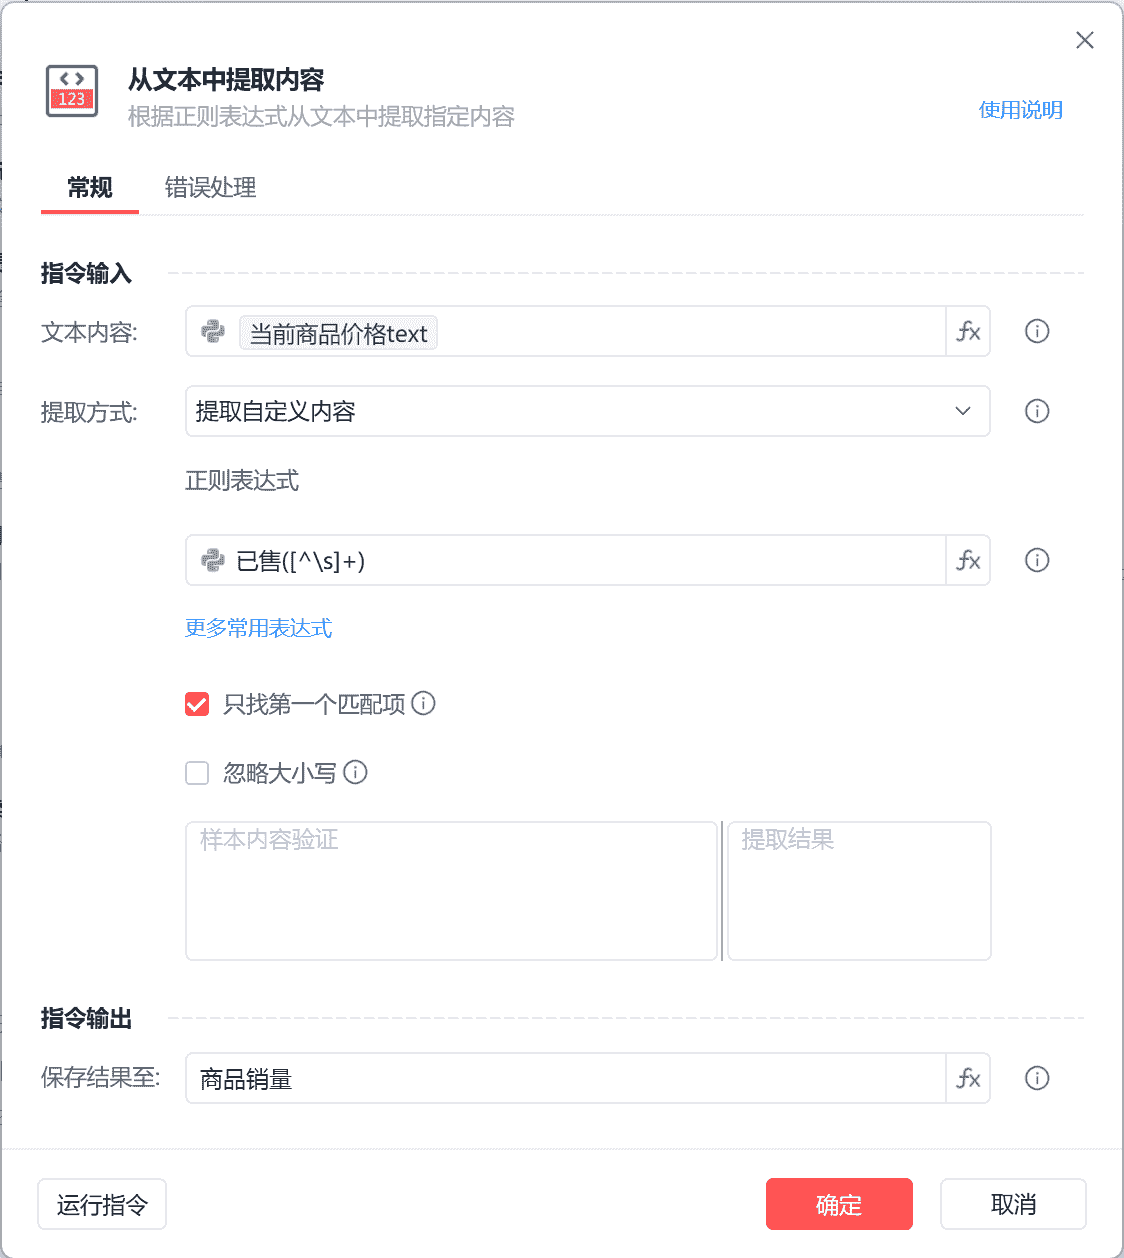 123
从文本中提取内容
根据正则表达式从文本中提取指定内容
使用说明
常规
错误处理
指令输入
文本内容:
当前商品价格text
fx
提取方式:
提取自定义内容
正则表达式
已售([^\s]+)
fx
更多常用表达式
只找第一个匹配项
忽略大小写
样本内容验证
提取结果
指令输出
保存结果至:
商品销量
fx
运行指令
确定
取消